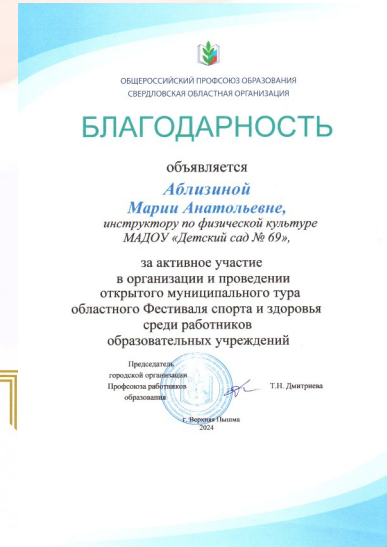 ОБЩЕРОССИЙСКИЙ ПРОФСОЮЗ ОБРАЗОВАНИЯ
СВЕРДЛОВСКАЯ ОБЛАСТНАЯ ОРГАНИЗАЦИЯ
БЛАГОДАРНОСТЬ
объявляется
Аблизиной
Марии Анатольевне,
инструктору по физической культуре
МАДОУ «Детский сад № 69»,
за активное участие
в организации и проведении
открытого муниципального тура
областного Фестиваля спорта и здоровья
среди работников
образовательных учреждений
Председатель
городской организации
Профсоюза работников
образования
Т.Н. Дмитриева
г. Верхняя Пышма
2024